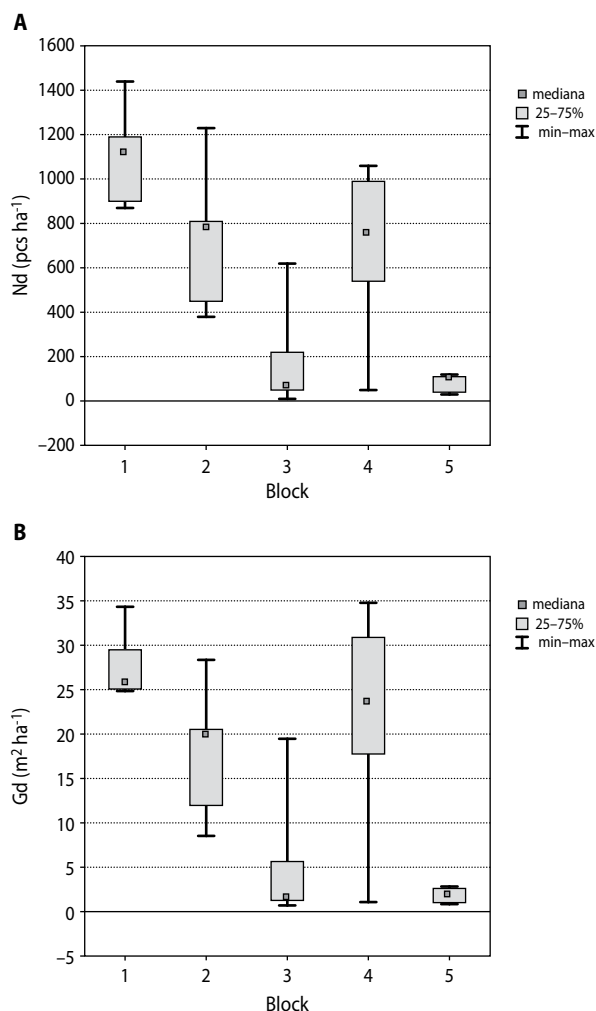 A
1600
1400
1200
1000
800
600
400
200
0
–200
Nd (pcs ha⁻¹)
1 2 3 4 5
Block
mediana
25–75%
min–max
B
40
35
30
25
20
15
10
5
0
–5
Gd (m² ha⁻¹)
1 2 3 4 5
Block
mediana
25–75%
min–max